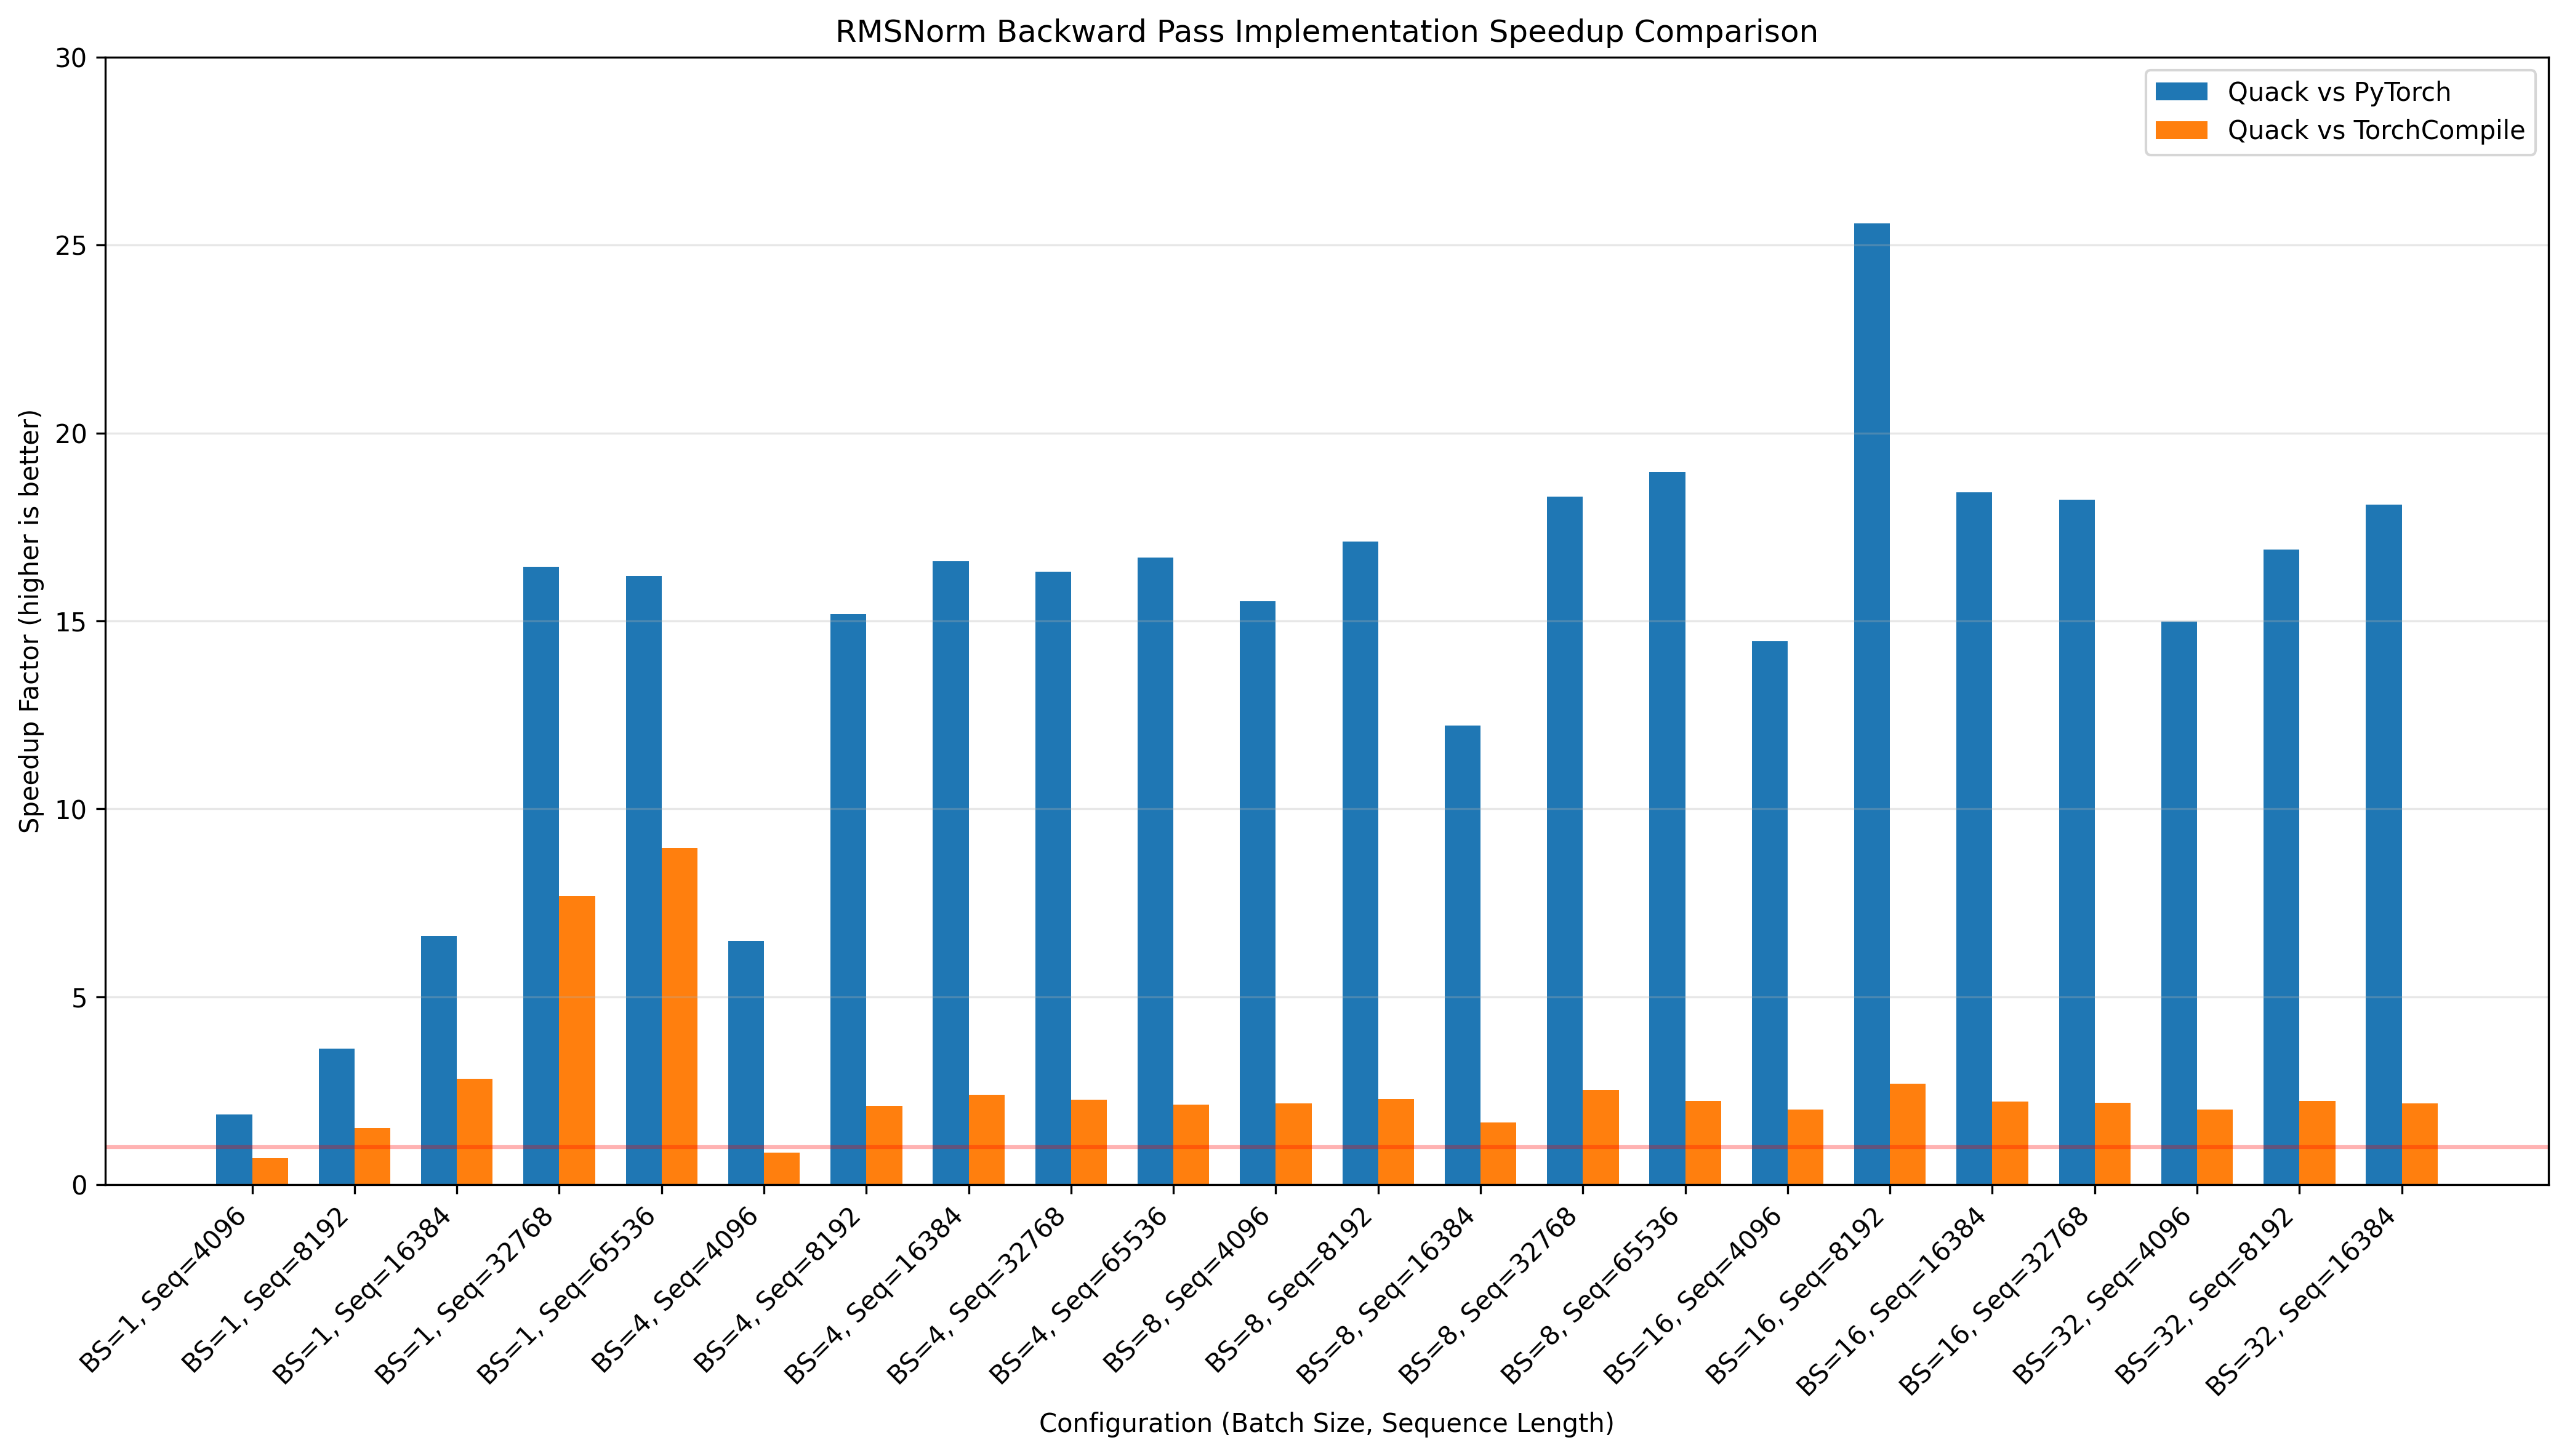 RMSNorm Backward Pass Implementation Speedup Comparison
Quack vs PyTorch
Quack vs TorchCompile
Speedup Factor (higher is better)
30
25
20
15
10
5
0
BS=1, Seq=4096
BS=1, Seq=8192
BS=1, Seq=16384
BS=1, Seq=32768
BS=1, Seq=65536
BS=4, Seq=4096
BS=4, Seq=8192
BS=4, Seq=16384
BS=4, Seq=32768
BS=4, Seq=65536
BS=8, Seq=4096
BS=8, Seq=8192
BS=8, Seq=16384
BS=8, Seq=32768
BS=8, Seq=65536
BS=16, Seq=4096
BS=16, Seq=8192
BS=16, Seq=16384
BS=16, Seq=32768
BS=32, Seq=4096
BS=32, Seq=8192
BS=32, Seq=16384
Configuration (Batch Size, Sequence Length)